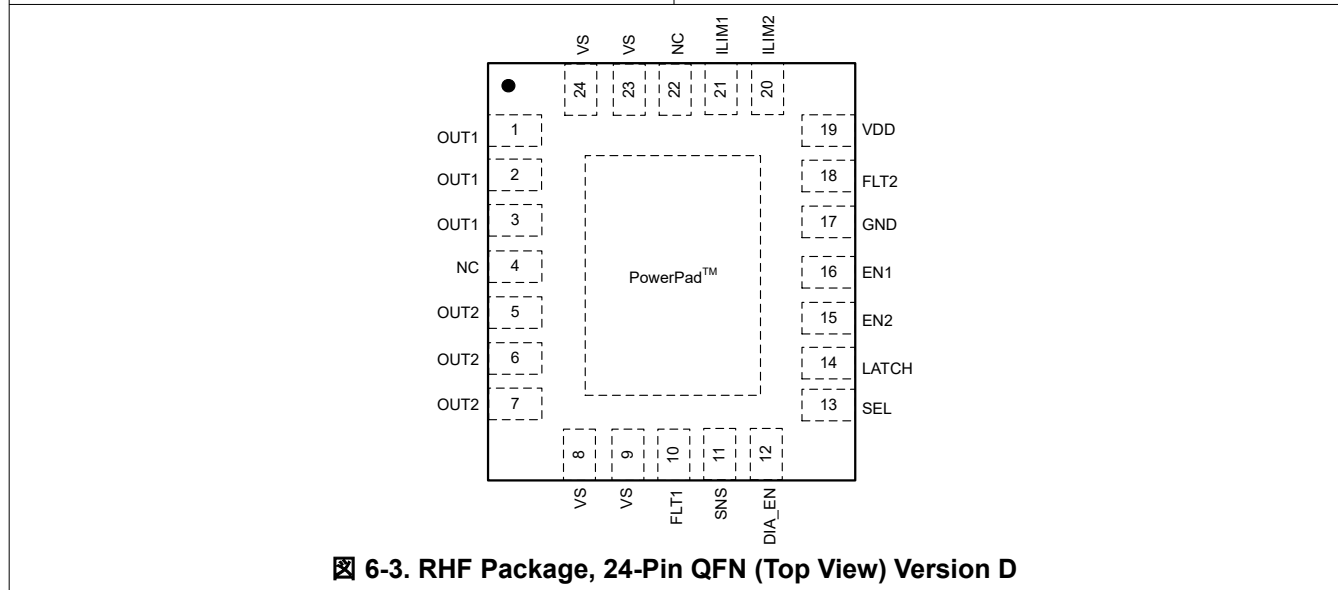 VS
VS
NC
ILIM1
ILIM2
24
23
22
21
20
OUT1 1
19 VDD
OUT1 2
18 FLT2
OUT1 3
17 GND
NC 4
16 EN1
PowerPad™
OUT2 5
15 EN2
OUT2 6
14 LATCH
OUT2 7
13 SEL
8
9
10
11
12
VS
VS
FLT1
SNS
DIA_EN
図 6-3. RHF Package, 24-Pin QFN (Top View) Version D